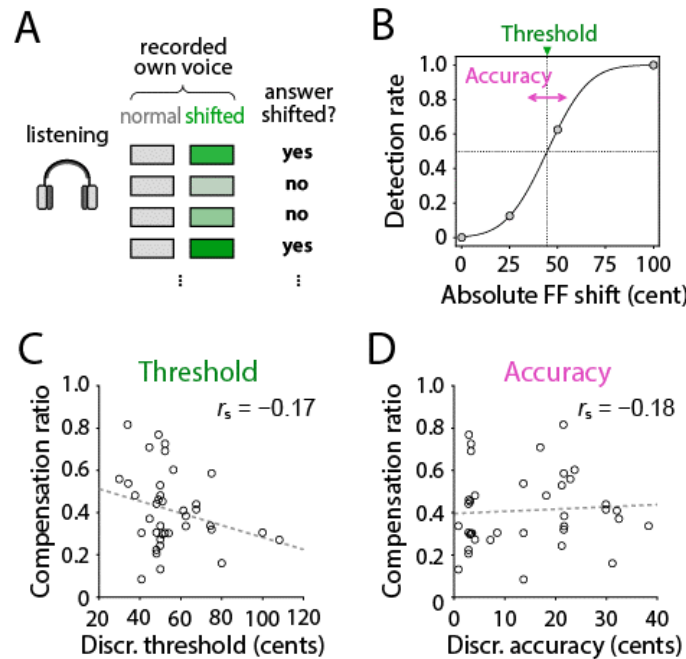 A
recorded
own voice
normal shifted
answer
shifted?
listening
yes
no
no
yes
B
Threshold
Accuracy
Detection rate
1.0
0.8
0.6
0.4
0.2
0
0 25 50 75 100
Absolute FF shift (cent)
C
Threshold
rs = −0.17
Compensation ratio
1.0
0.8
0.6
0.4
0.2
0
20 40 60 80 100 120
Discr. threshold (cents)
D
Accuracy
rs = −0.18
Compensation ratio
1.0
0.8
0.6
0.4
0.2
0
0 10 20 30 40
Discr. accuracy (cents)